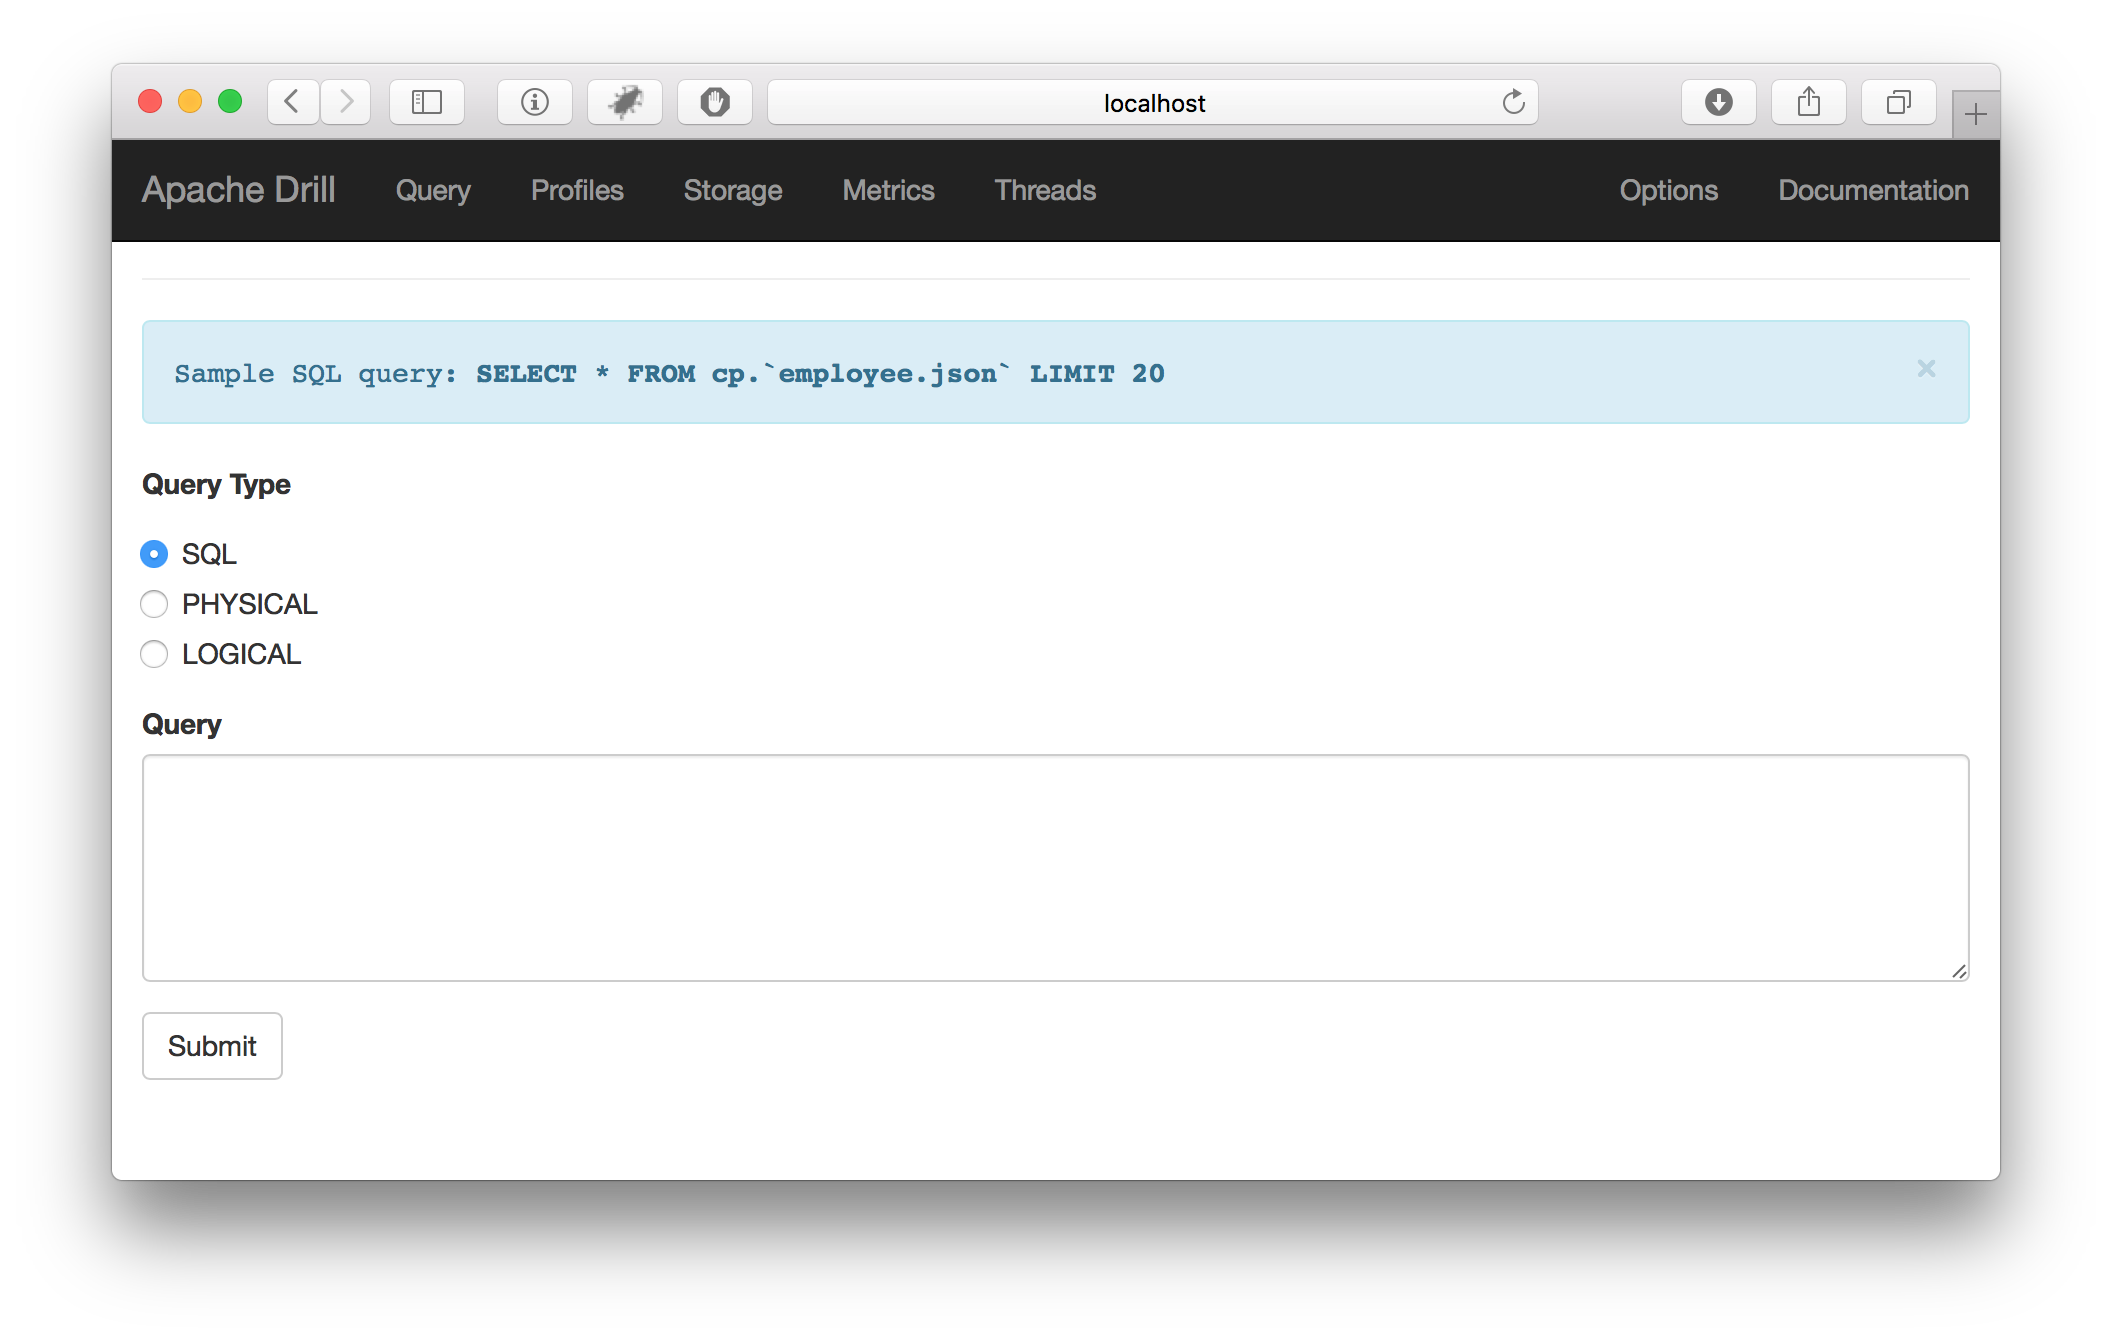 localhost
Apache Drill Query Profiles Storage Metrics Threads Options Documentation
Sample SQL query: SELECT * FROM cp.`employee.json` LIMIT 20
×
Query Type
SQL
PHYSICAL
LOGICAL
Query
Submit